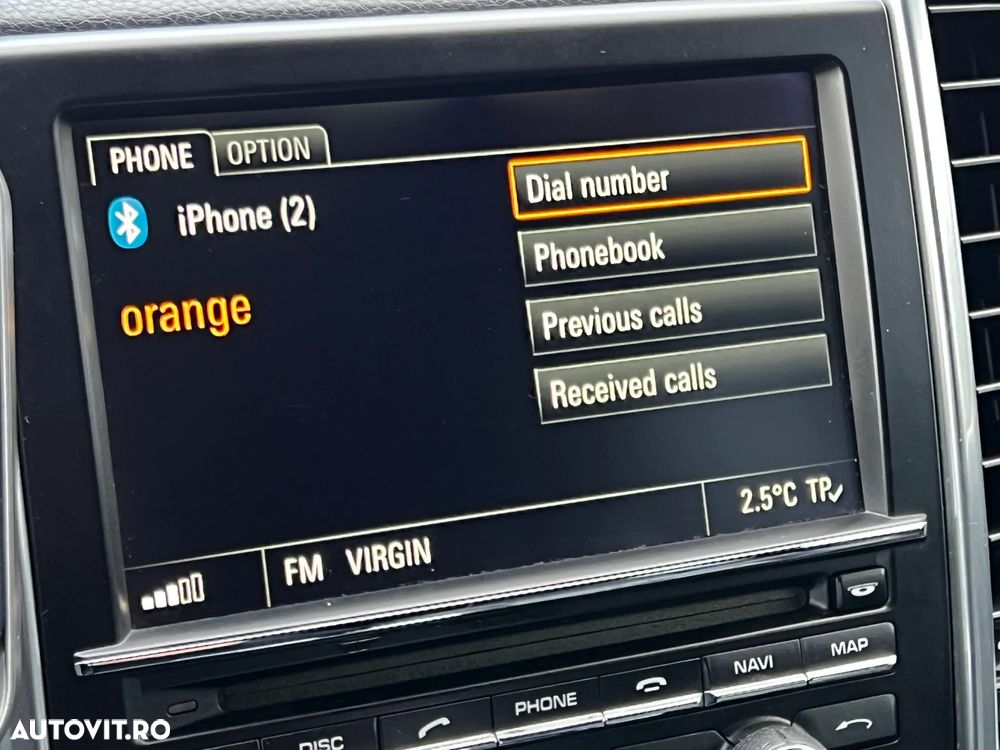 PHONE OPTION
iPhone (2)
orange
Dial number
Phonebook
Previous calls
Received calls
2.5°C TP
FM VIRGIN
MAP
NAVI
PHONE
DISC
AUTOVIT.RO